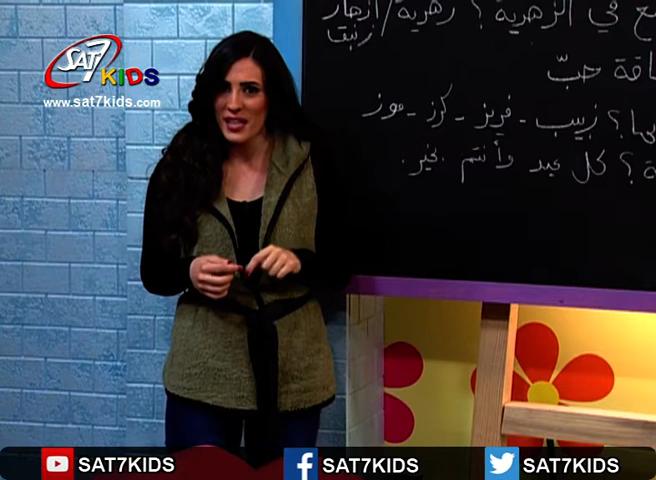 SAT7
KIDS
www.sat7kids.com
في الزهرية؟ زهرية/أزهار
زنبق
باقة حبّ
زبيب - فريز - كرز - موز
؟ كل عيد وأنتم بخير.
SAT7KIDS
SAT7KIDS
SAT7KIDS